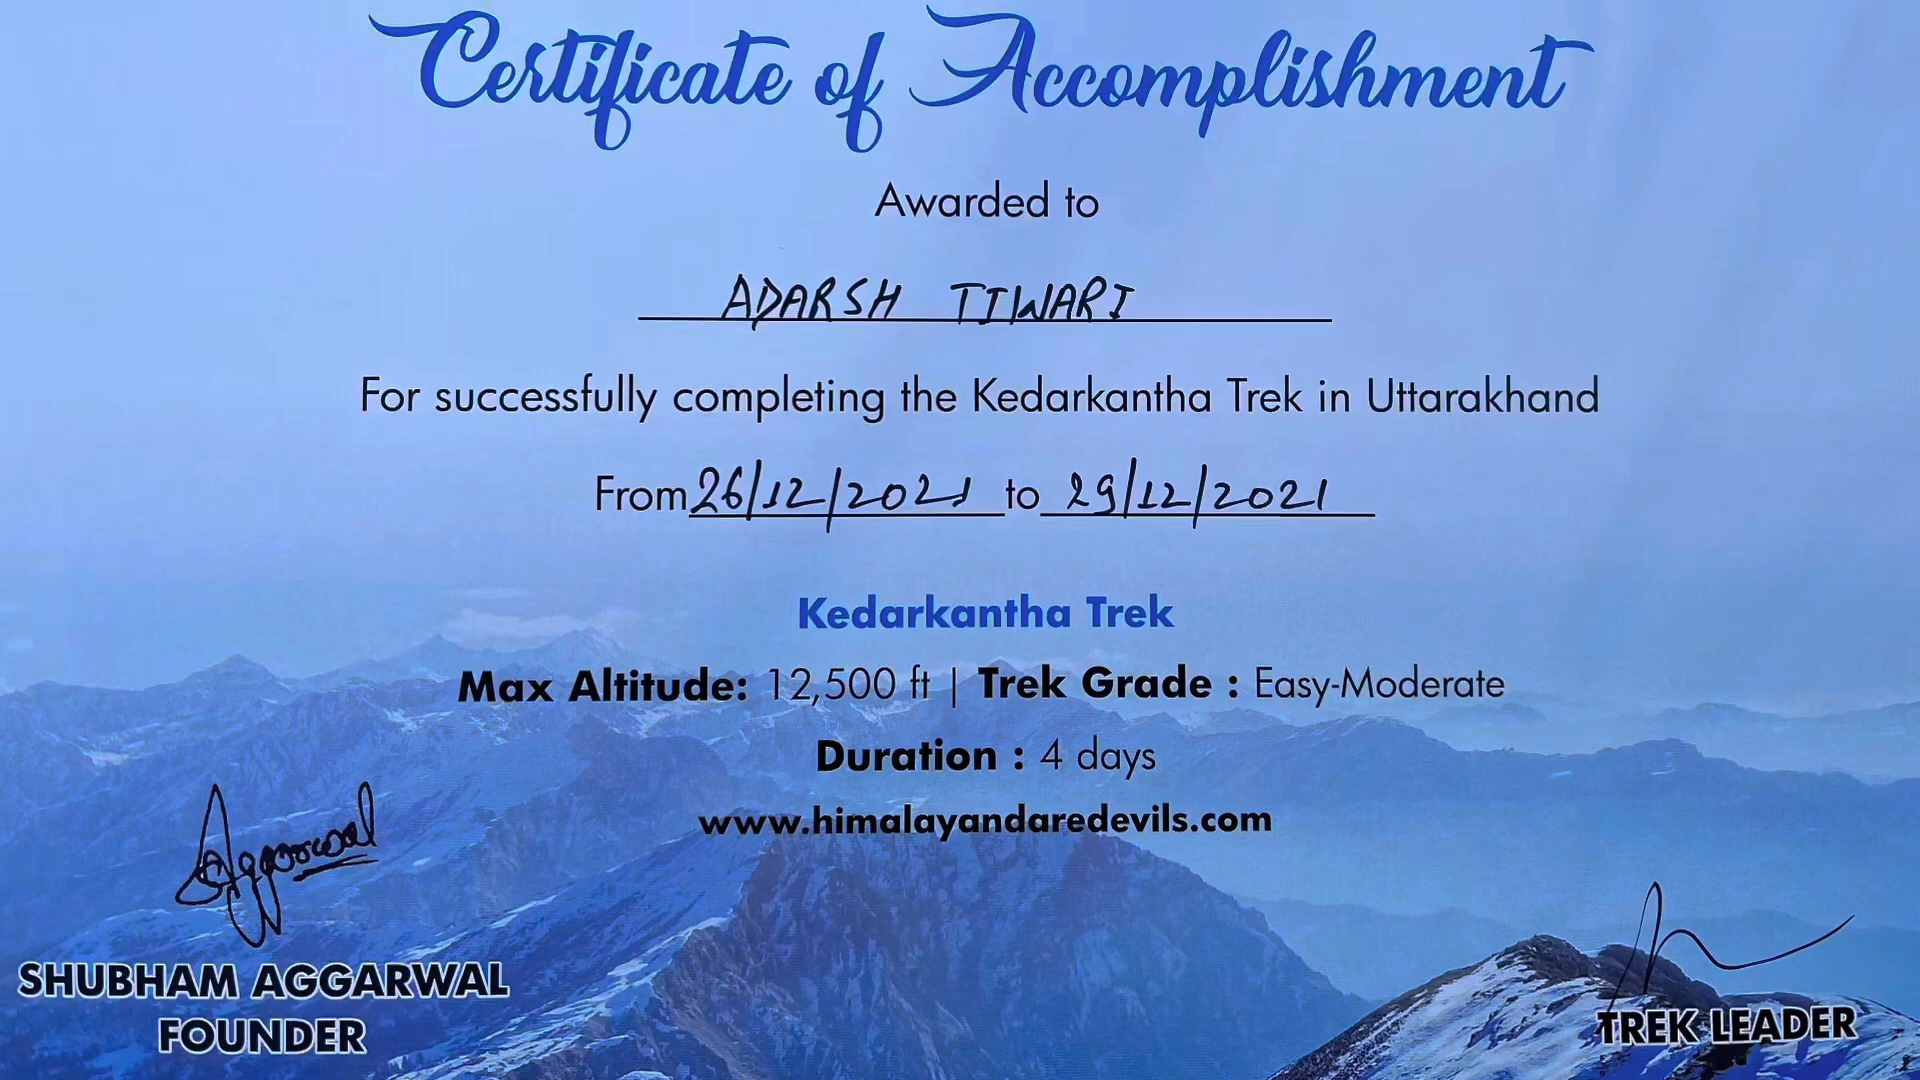 Certificate of Accomplishment
Awarded to
ADARSH TIWARI
For successfully completing the Kedarkantha Trek in Uttarakhand
From 26/12/2021 to 29/12/2021
Kedarkantha Trek
Max Altitude: 12,500 ft | Trek Grade : Easy-Moderate
Duration : 4 days
www.himalayandaredevils.com
SAggarwal
SHUBHAM AGGARWAL
FOUNDER
TREK LEADER